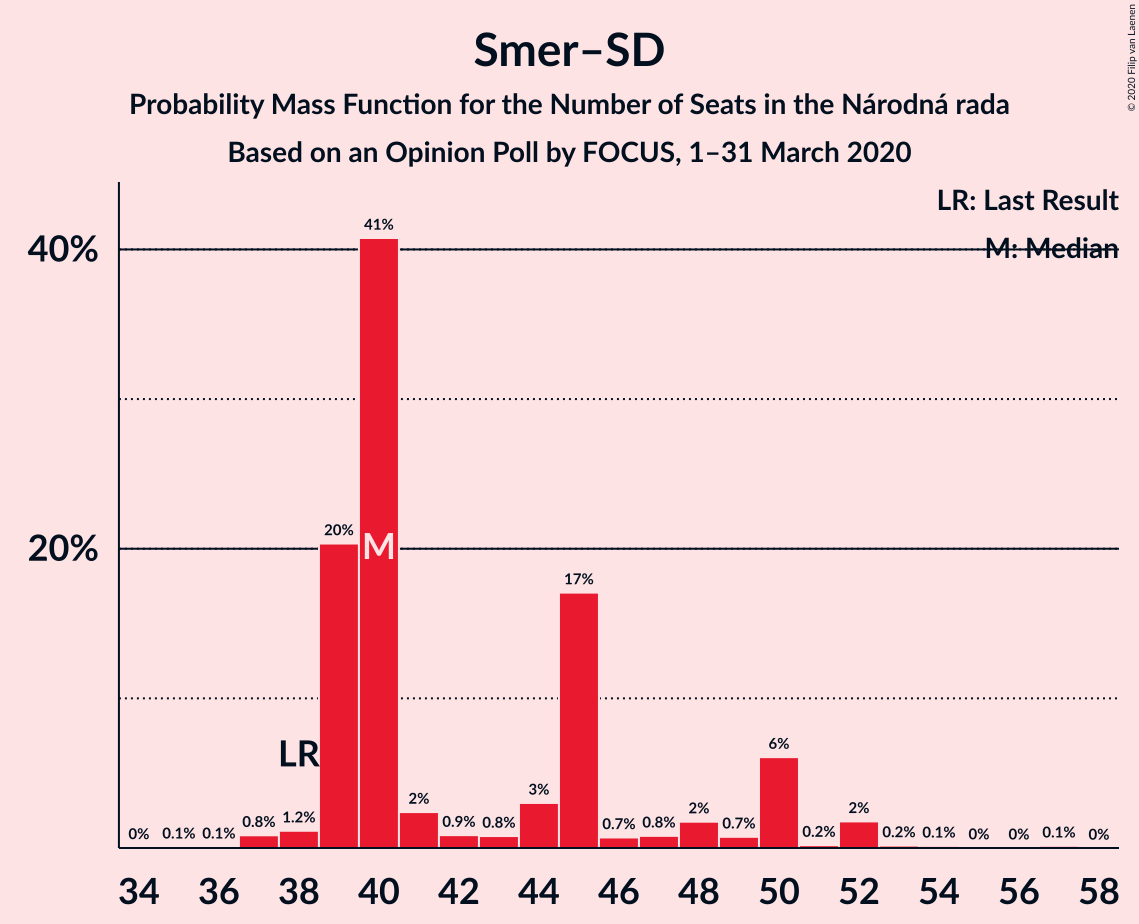 Smer–SD
Probability Mass Function for the Number of Seats in the Národná rada
Based on an Opinion Poll by FOCUS, 1–31 March 2020
© 2020 Filip van Laenen
LR: Last Result
M: Median
40%
20%
41%
20%
M
17%
LR
6%
0% 0.1% 0.1% 0.8% 1.2% 2% 0.9% 0.8% 3% 0.7% 0.8% 2% 0.7% 0.2% 2% 0.2% 0.1% 0% 0% 0.1% 0%
34 36 38 40 42 44 46 48 50 52 54 56 58